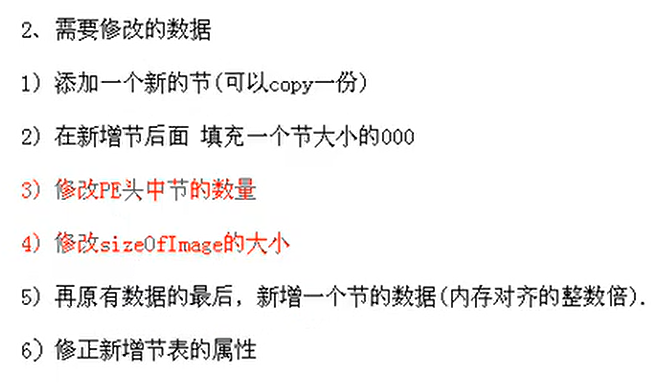 2、需要修改的数据
1) 添加一个新的节(可以copy一份)
2) 在新增节后面 填充一个节大小的000
3) 修改PE头中节的数量
4) 修改sizeOfImage的大小
5) 再原有数据的最后，新增一个节的数据(内存对齐的整数倍).
6) 修正新增节表的属性